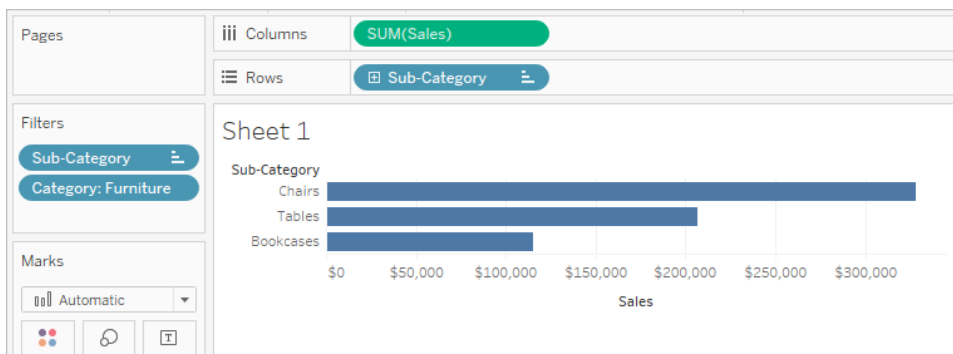 Pages
Columns
SUM(Sales)
Rows
Sub-Category
Filters
Sub-Category
Category: Furniture
Marks
Automatic
T
Sheet 1
Sub-Category
Chairs
Tables
Bookcases
$0 $50,000 $100,000 $150,000 $200,000 $250,000 $300,000
Sales